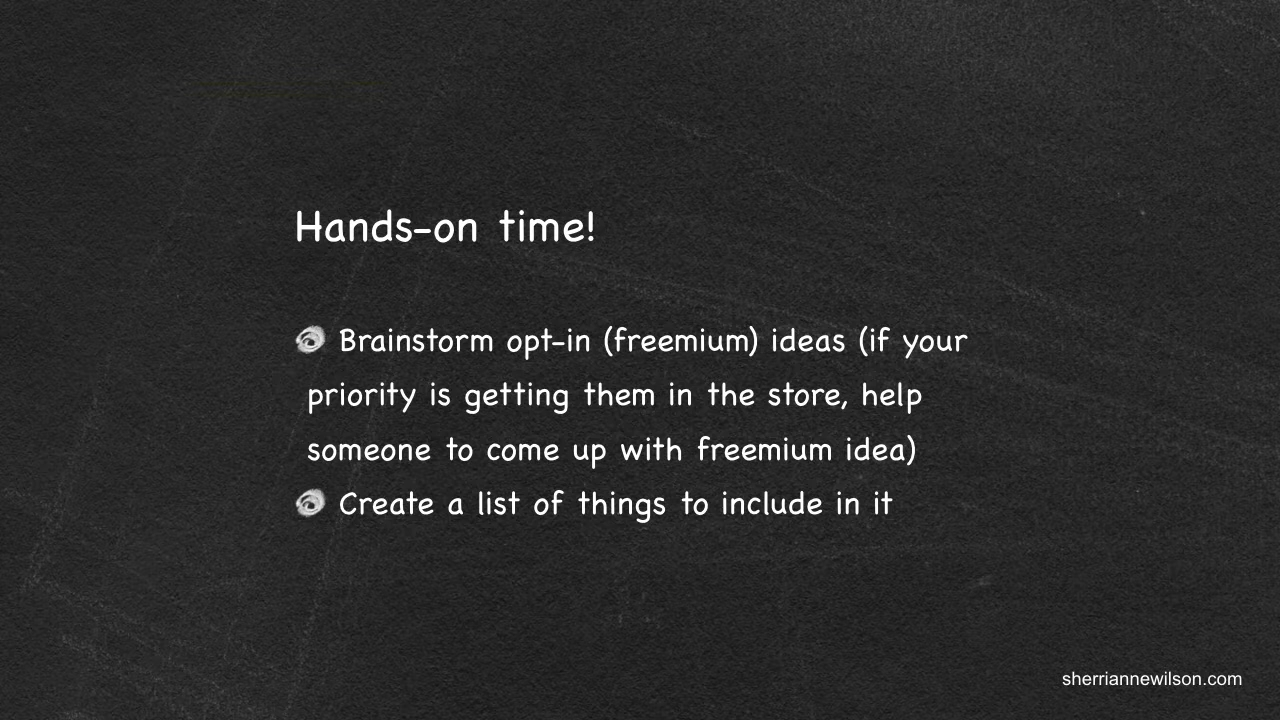 Hands-on time!
Brainstorm opt-in (freemium) ideas (if your
priority is getting them in the store, help
someone to come up with freemium idea)
Create a list of things to include in it
sherriannewilson.com